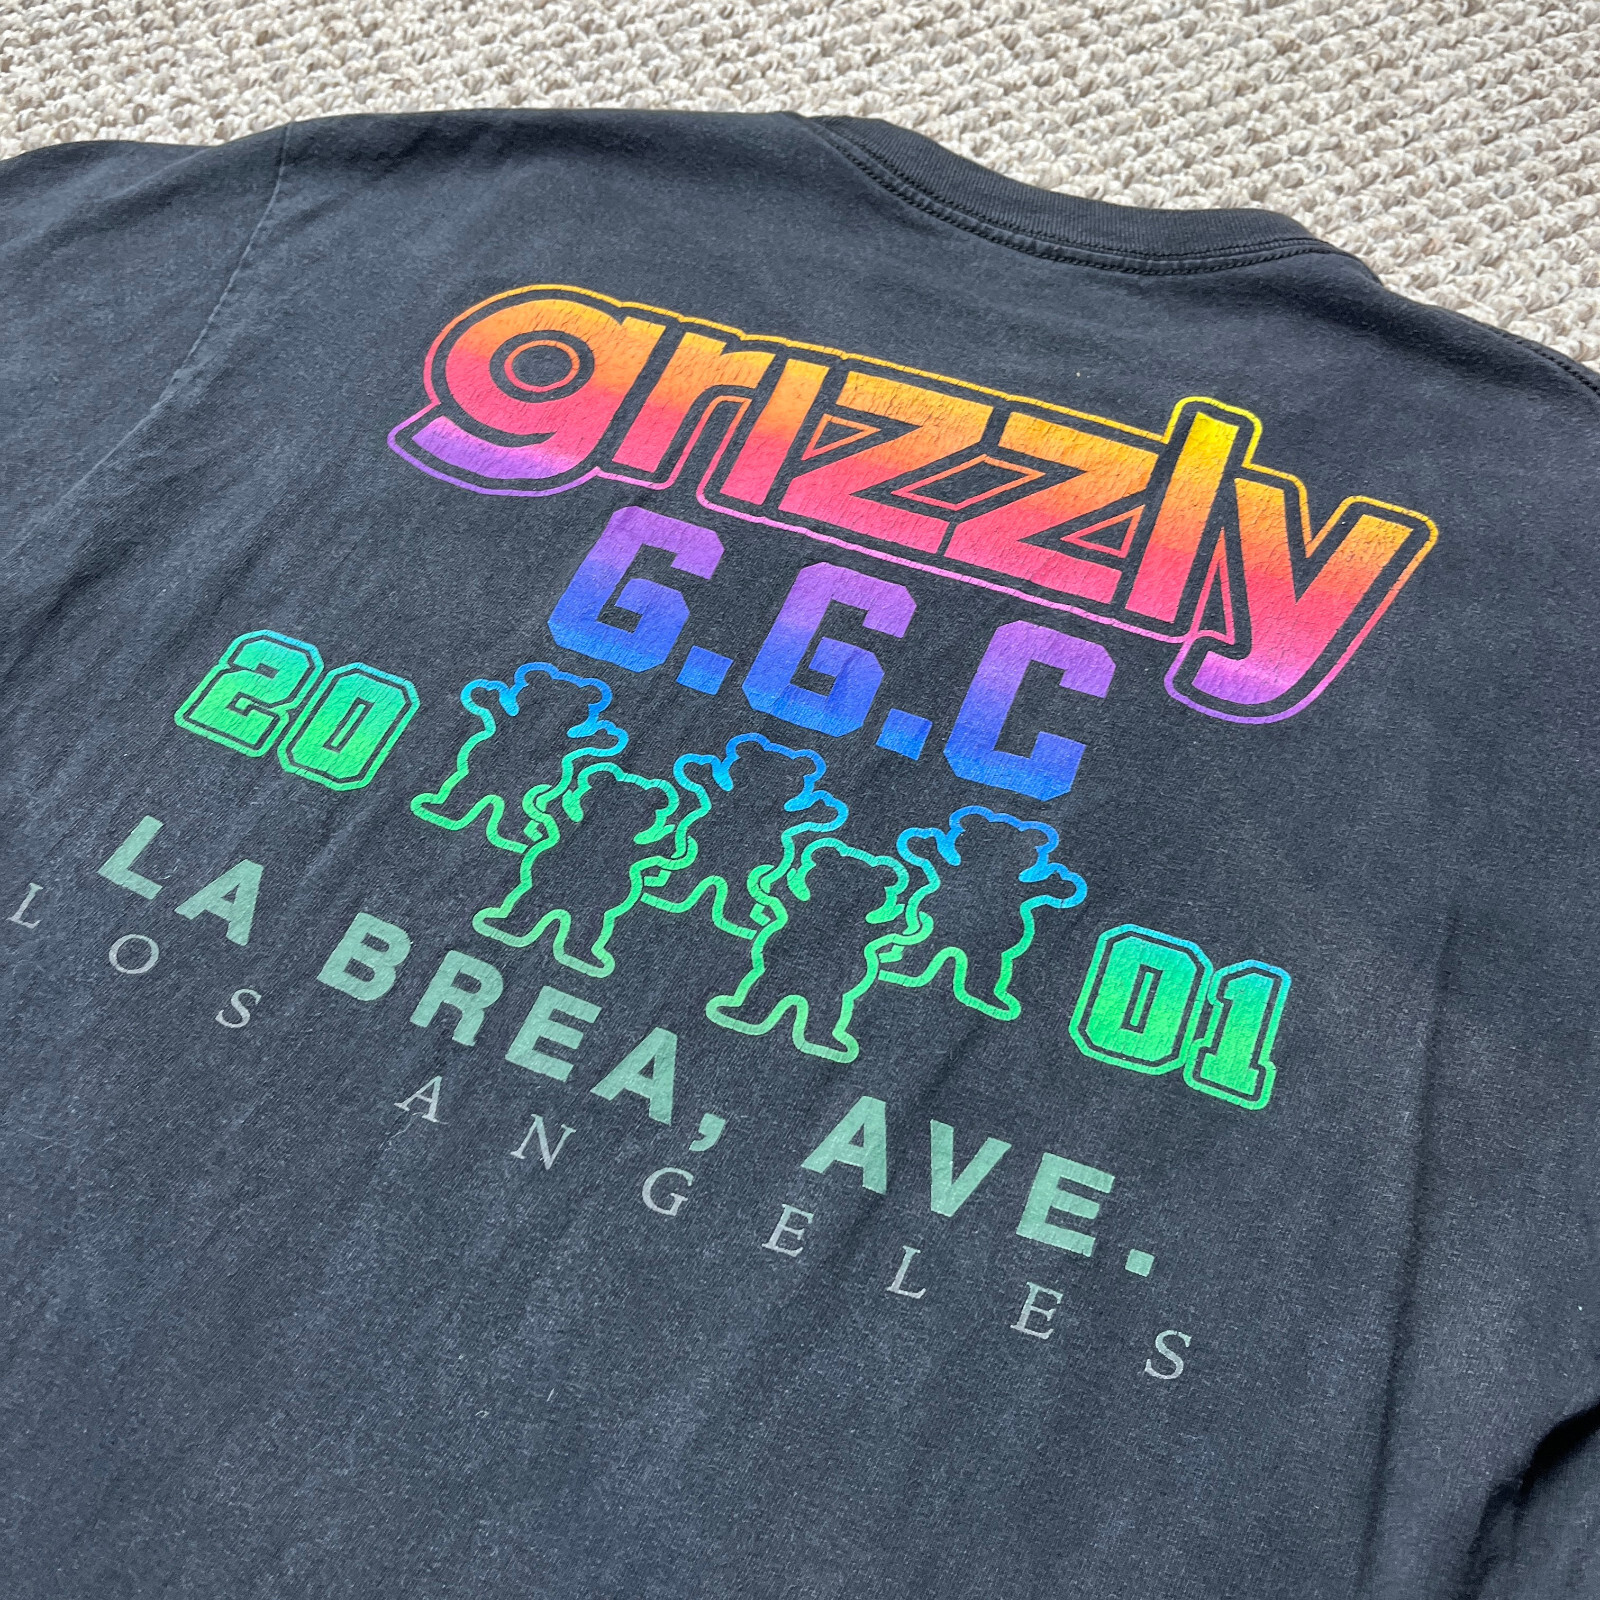 grizzly
G.G.C
20 01
LA BREA, AVE.
LOS ANGELES